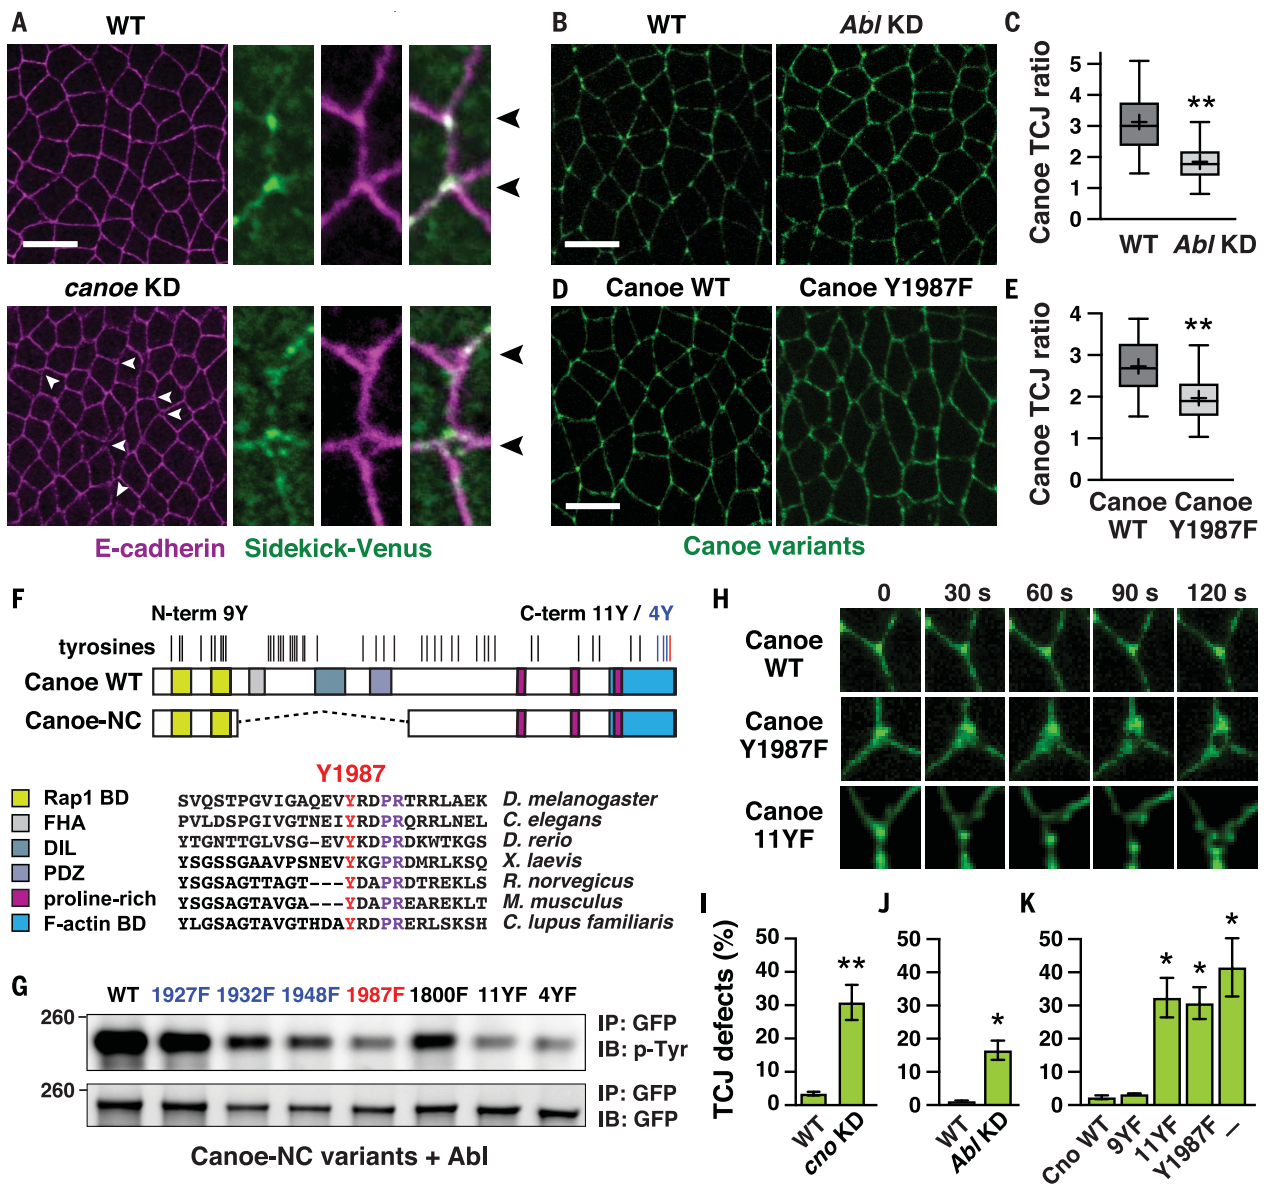 A
WT
canoe KD
E-cadherin Sidekick-Venus
B
WT
Abl KD
C
Canoe TCJ ratio
5
4
3
2
1
0
**
WT
Abl KD
D
Canoe WT
Canoe Y1987F
Canoe variants
E
Canoe TCJ ratio
4
3
2
1
0
**
Canoe WT
Canoe Y1987F
F
N-term 9Y
C-term 11Y / 4Y
tyrosines
Canoe WT
Canoe-NC
Rap1 BD
FHA
DIL
PDZ
proline-rich
F-actin BD
Y1987
SVQSTPGVIGAQEVYRDPRTRRLAEK D. melanogaster
PVLDSPGIVGTNEIYRDPRQRRLNEL C. elegans
YTGNTTGLVSG-EVYKDPRDKWTKGS D. rerio
YSGSSGAAVPSNEVYKGPRDMRLKSQ X. laevis
YSGSAGTTAGT---YDAPRDTREKLS R. norvegicus
YSGSAGTAVGA---YDAPREAREKLT M. musculus
YLGSAGTAVGTHDAYRDPRERLSKSH C. lupus familiaris
G
WT 1927F 1932F 1948F 1987F 1800F 11YF 4YF
260
IP: GFP
IB: p-Tyr
260
IP: GFP
IB: GFP
Canoe-NC variants + Abl
H
0 30 s 60 s 90 s 120 s
Canoe WT
Canoe Y1987F
Canoe 11YF
I
TCJ defects (%)
50
40
30
20
10
0
**
WT
cno KD
J
50
40
30
20
10
0
*
WT
Abl KD
K
50
40
30
20
10
0
*
*
*
Cno WT
9YF
11YF
Y1987F
–